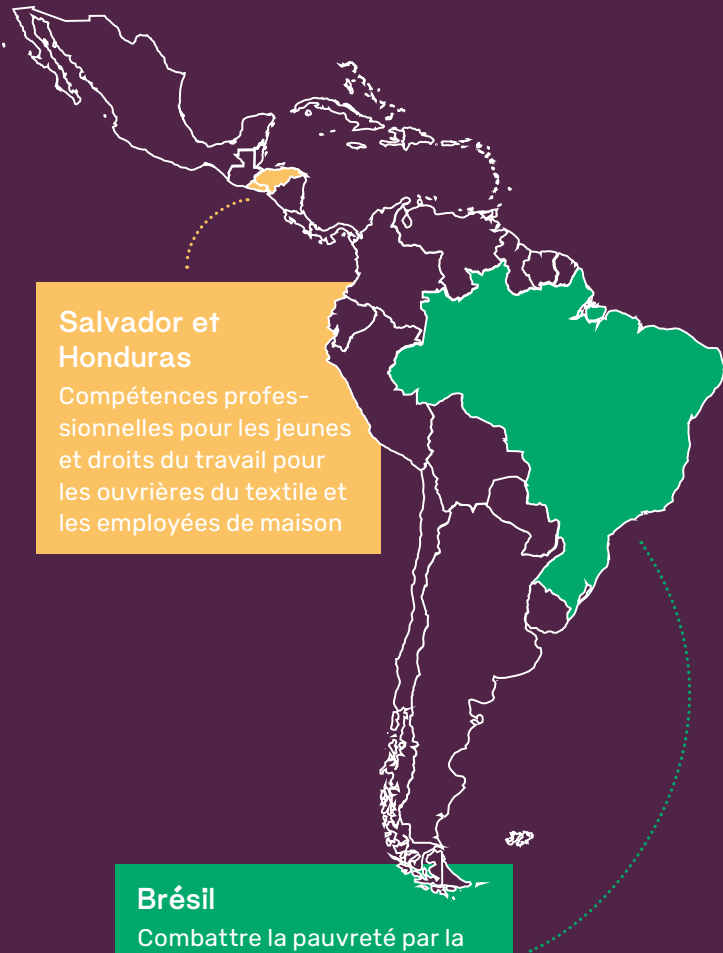 Salvador et
Honduras
Compétences profes-
sionnelles pour les jeunes
et droits du travail pour
les ouvrières du textile et
les employées de maison
Brésil
Combattre la pauvreté par la